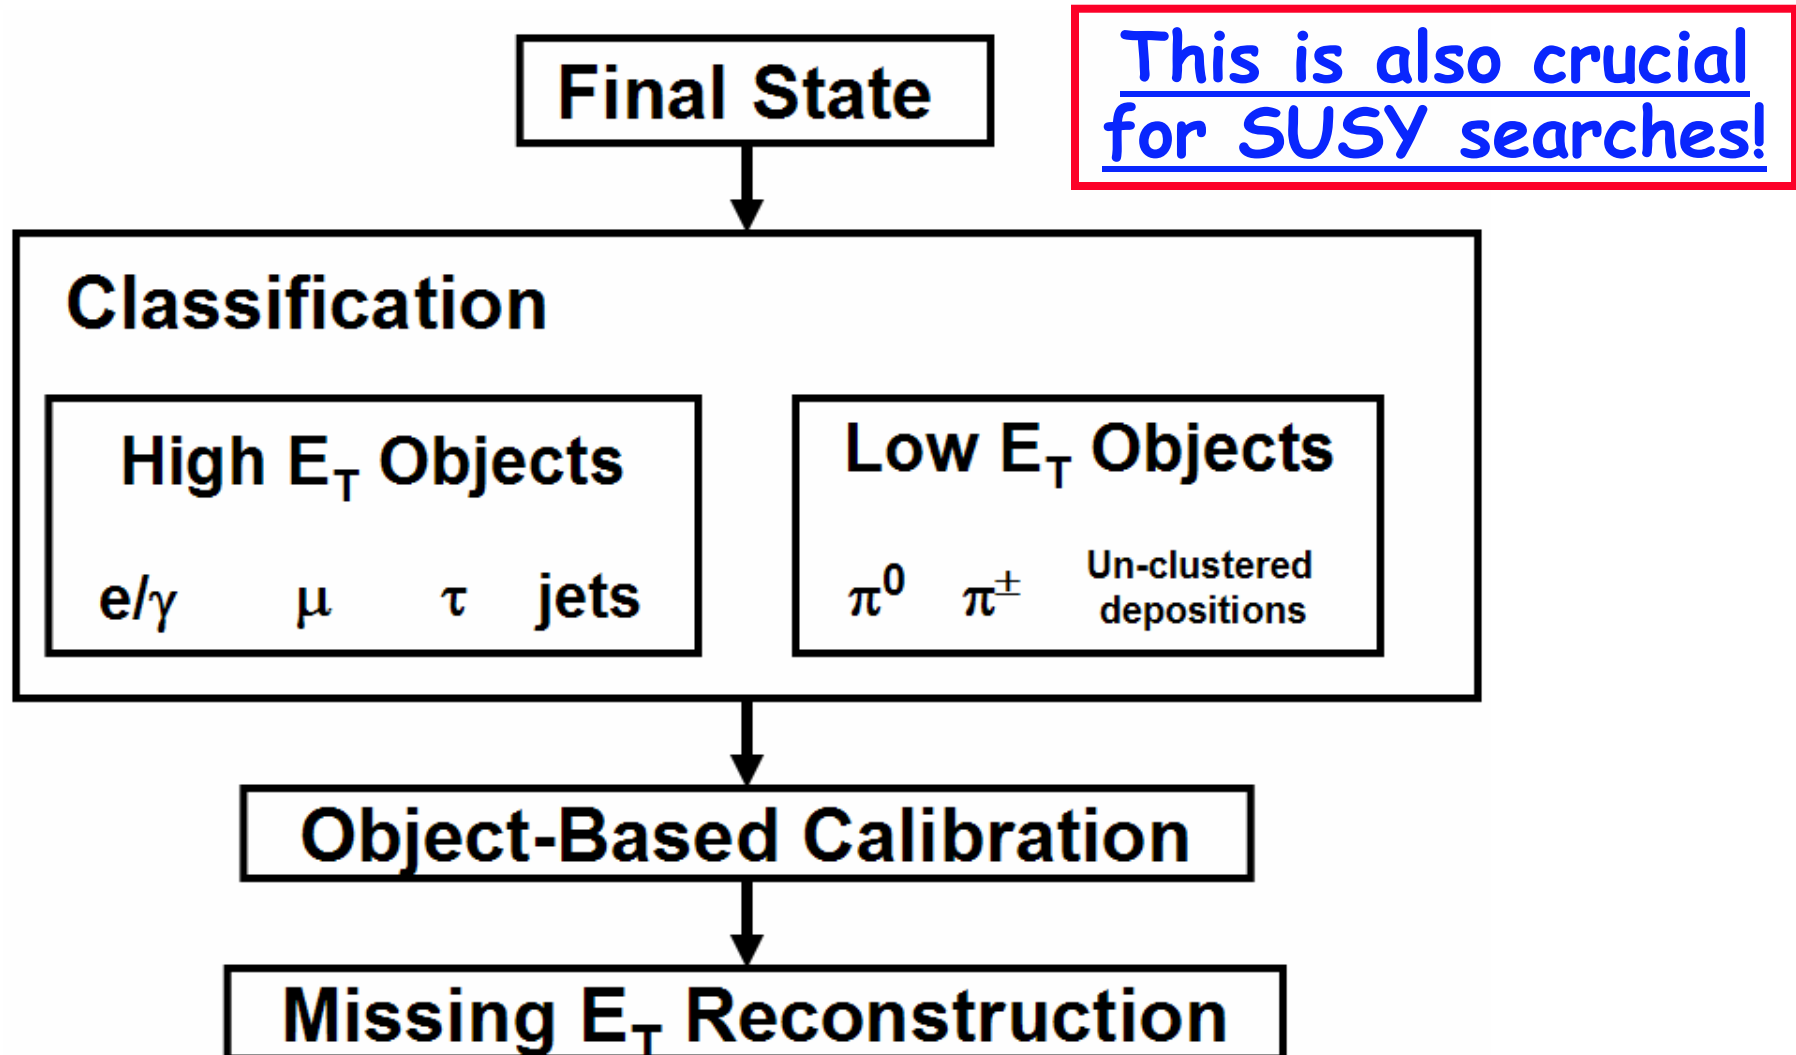 Final State
This is also crucial
for SUSY searches!
Classification
High E_T Objects
e/γ μ τ jets
Low E_T Objects
π⁰ π± Un-clustered
depositions
Object-Based Calibration
Missing E_T Reconstruction